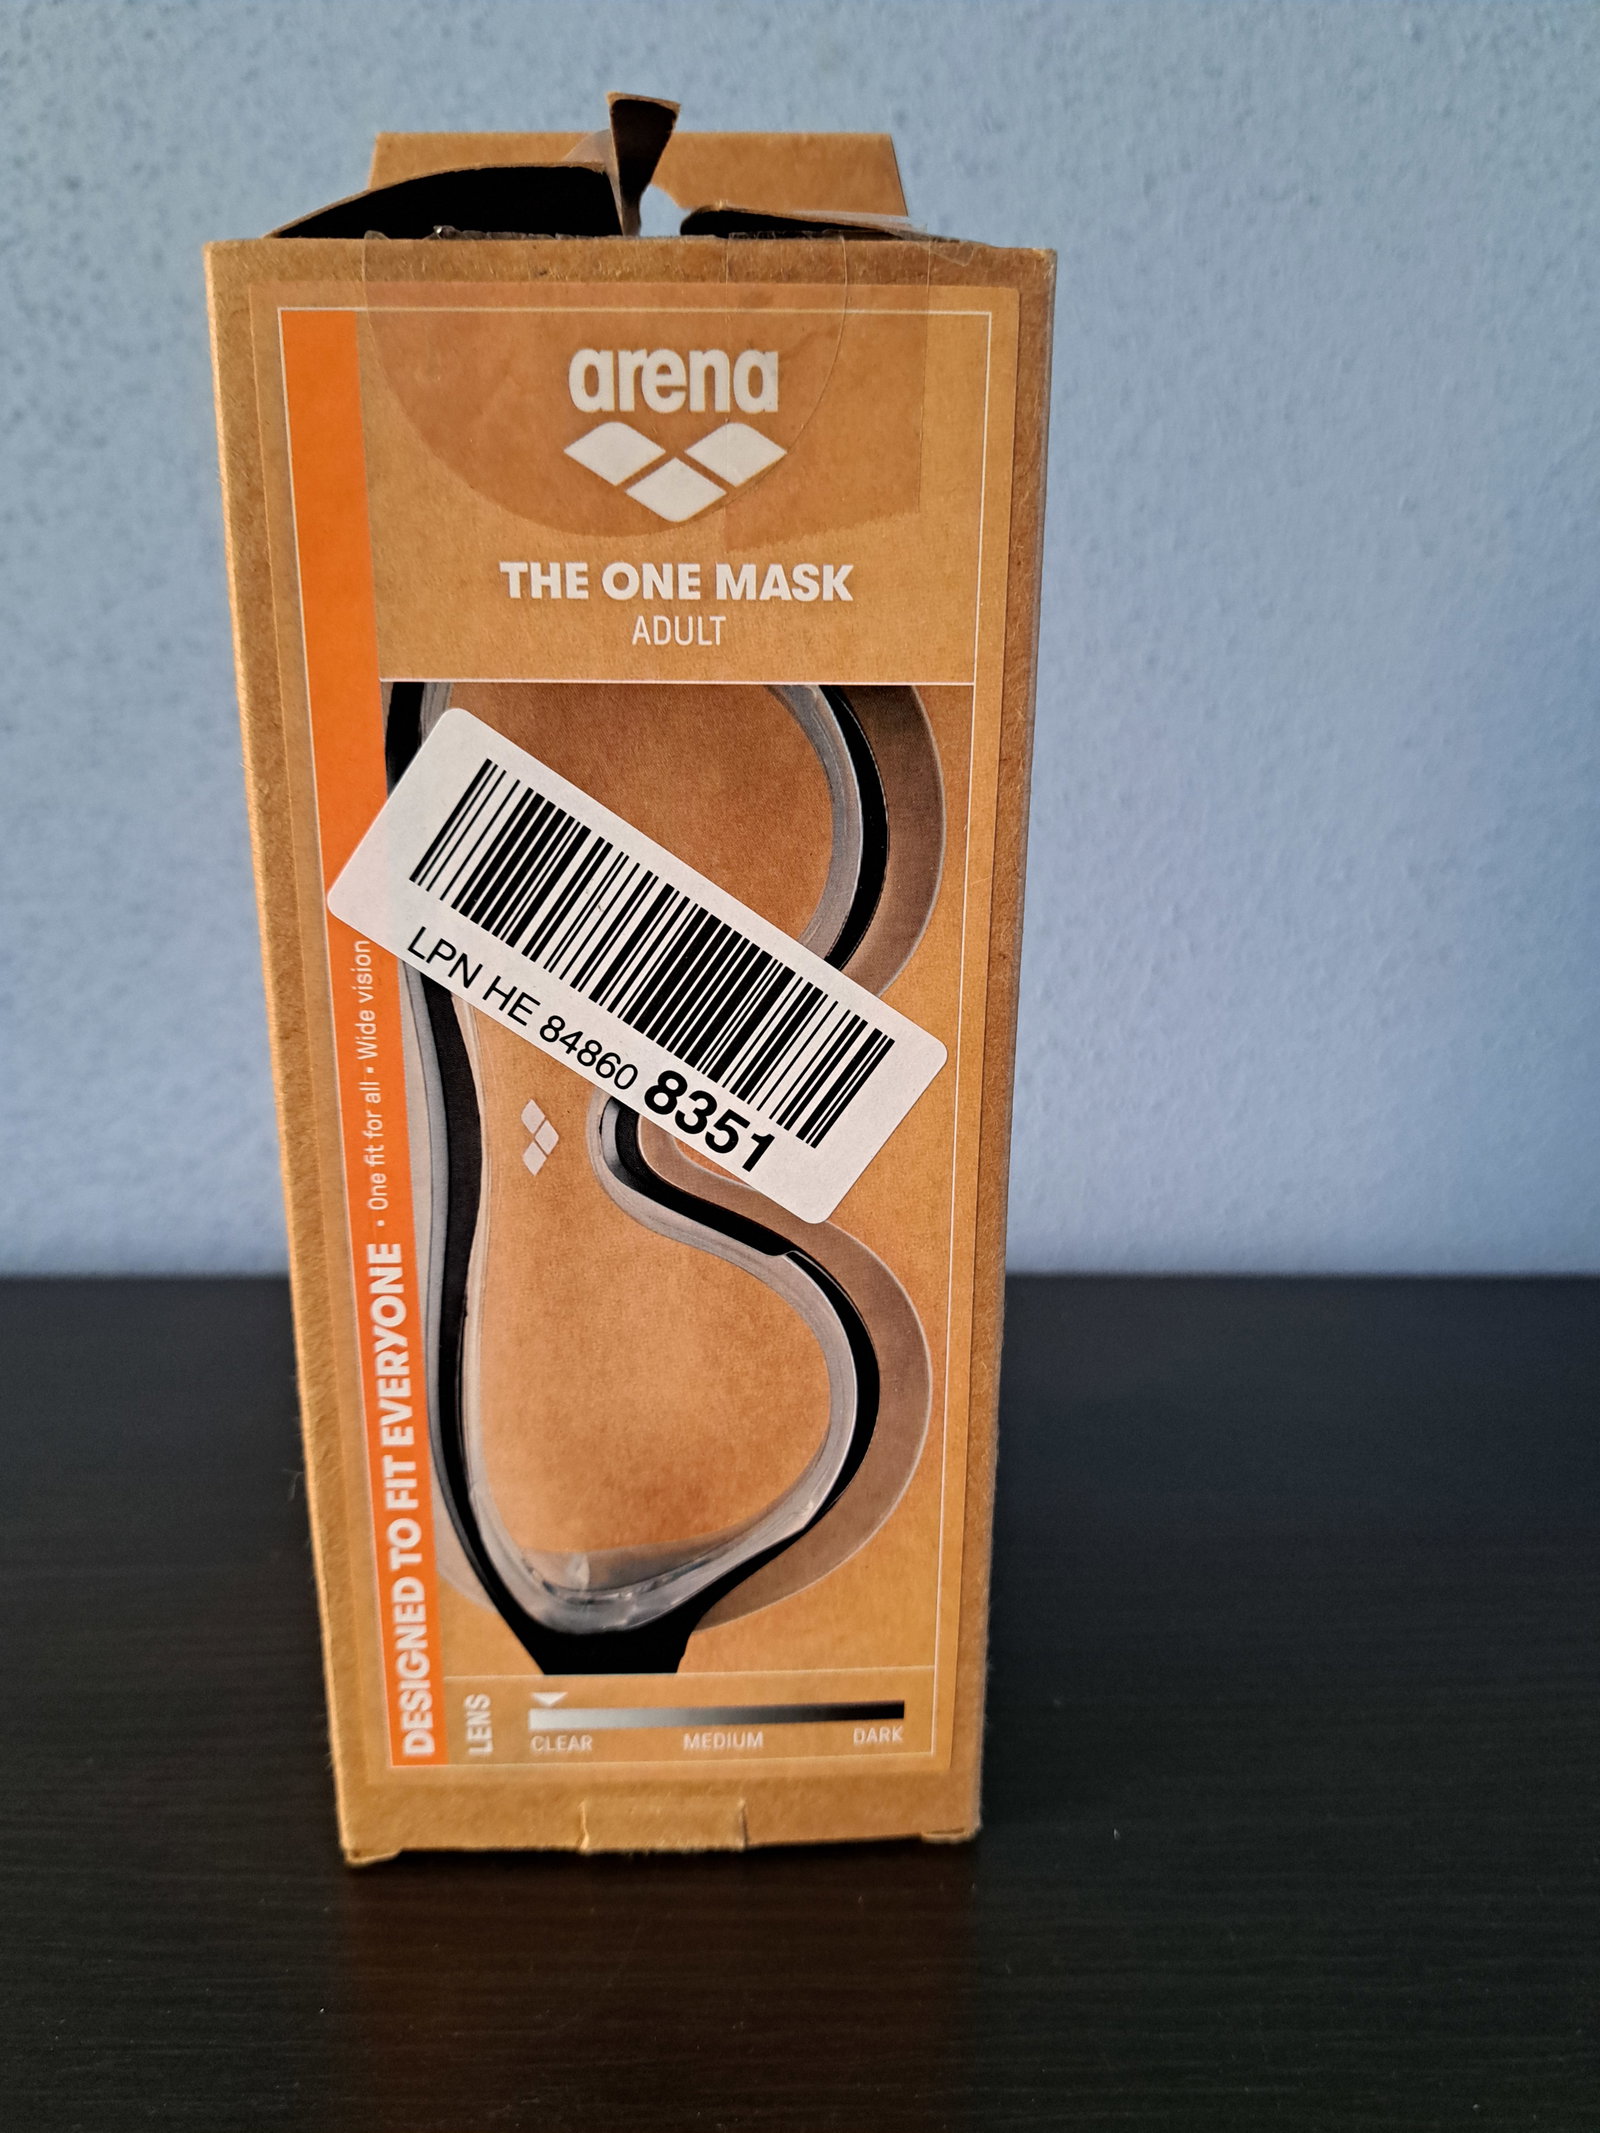 arena
THE ONE MASK
ADULT
LPN HE 84860 8351
DESIGNED TO FIT EVERYONE • One fit for all • Wide vision
LENS
CLEAR MEDIUM DARK